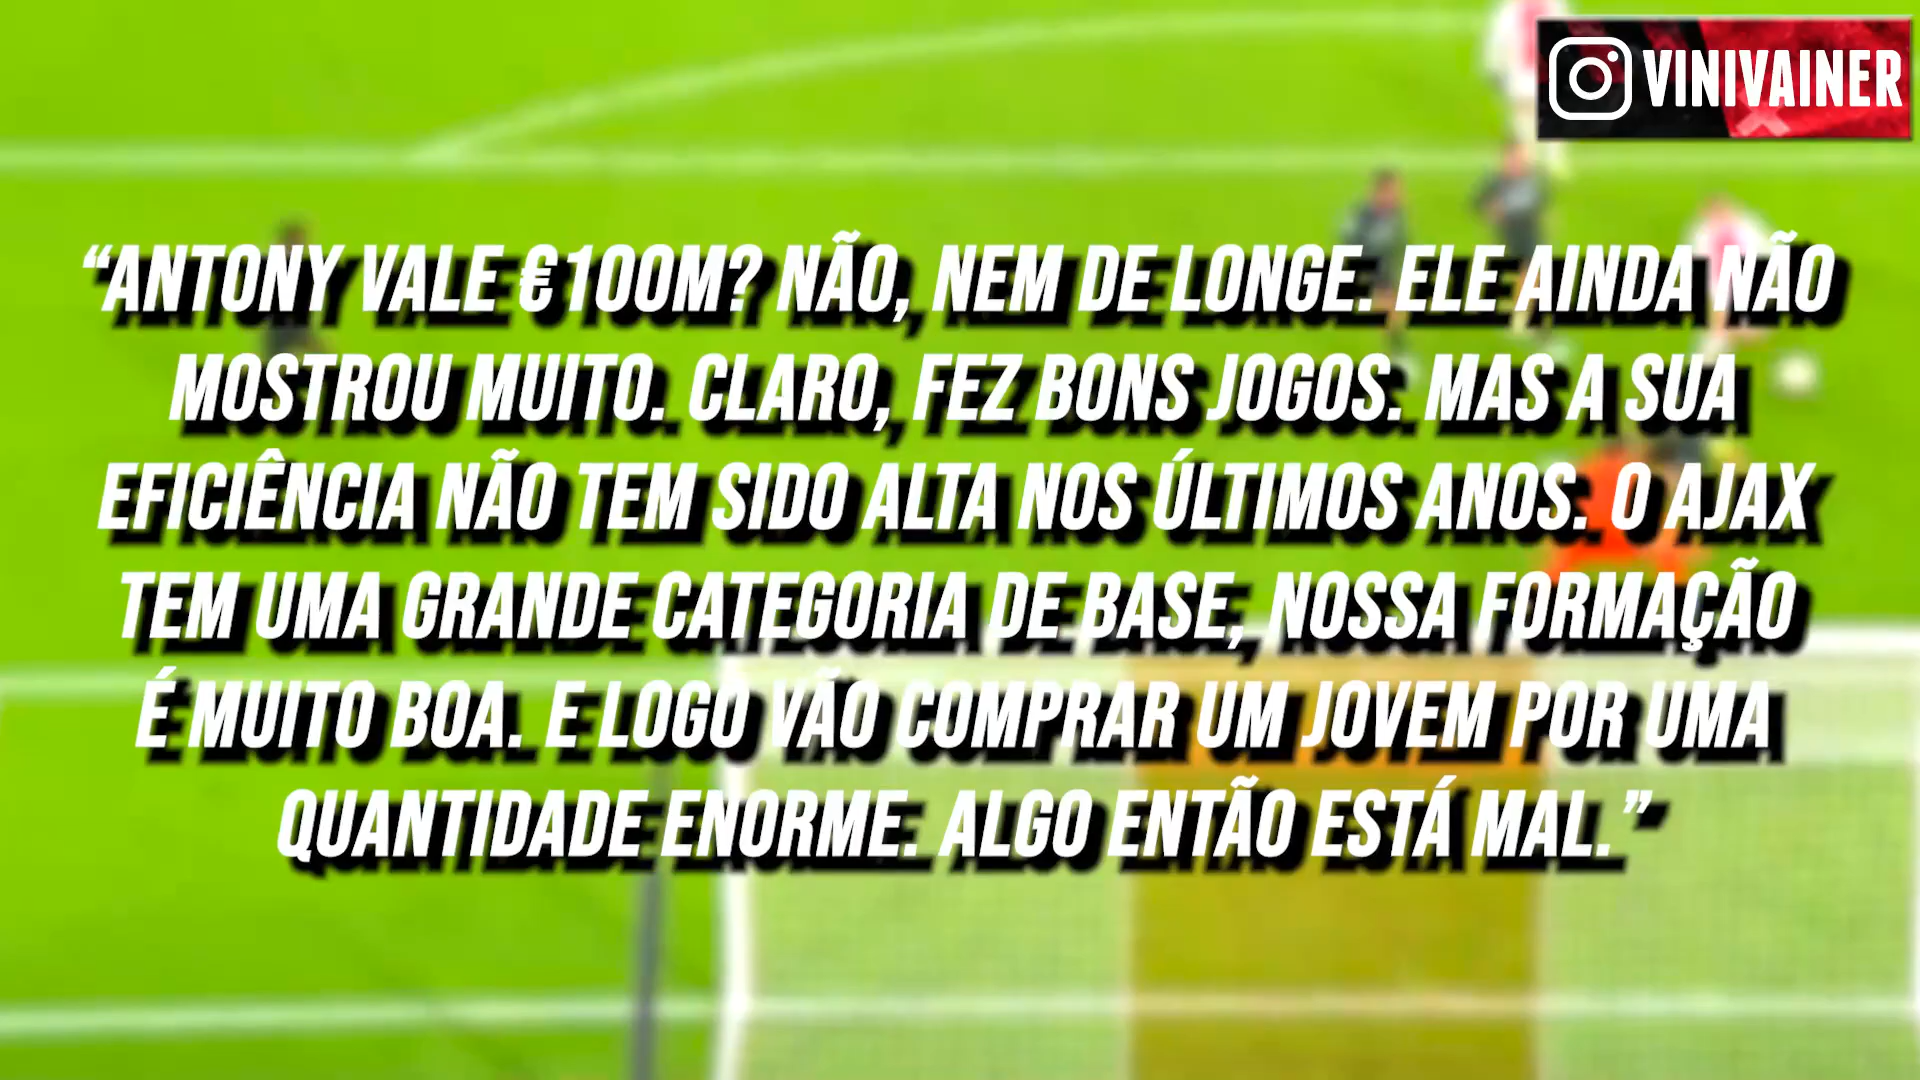 VINIVAINER
“ANTONY VALE €100M? NÃO, NEM DE LONGE. ELE AINDA NÃO
MOSTROU MUITO. CLARO, FEZ BONS JOGOS. MAS A SUA
EFICIÊNCIA NÃO TEM SIDO ALTA NOS ÚLTIMOS ANOS. O AJAX
TEM UMA GRANDE CATEGORIA DE BASE, NOSSA FORMAÇÃO
É MUITO BOA. E LOGO VÃO COMPRAR UM JOVEM POR UMA
QUANTIDADE ENORME. ALGO ENTÃO ESTÁ MAL.”